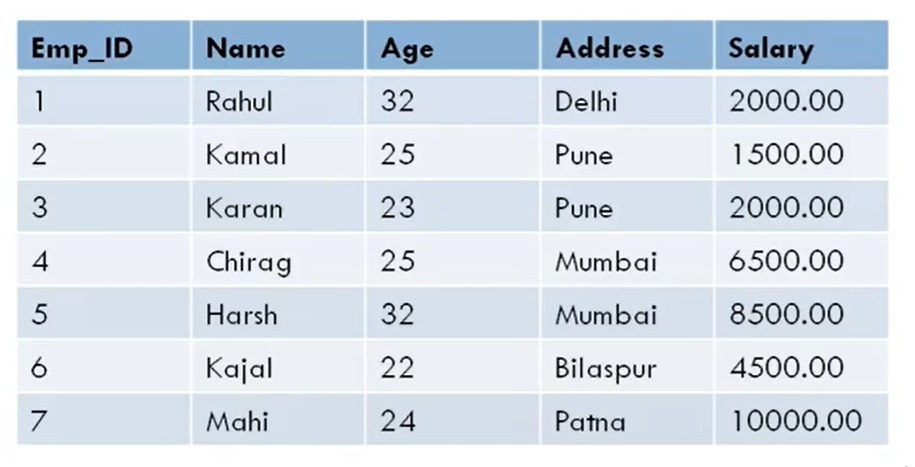 Emp_ID Name Age Address Salary
1 Rahul 32 Delhi 2000.00
2 Kamal 25 Pune 1500.00
3 Karan 23 Pune 2000.00
4 Chirag 25 Mumbai 6500.00
5 Harsh 32 Mumbai 8500.00
6 Kajal 22 Bilaspur 4500.00
7 Mahi 24 Patna 10000.00